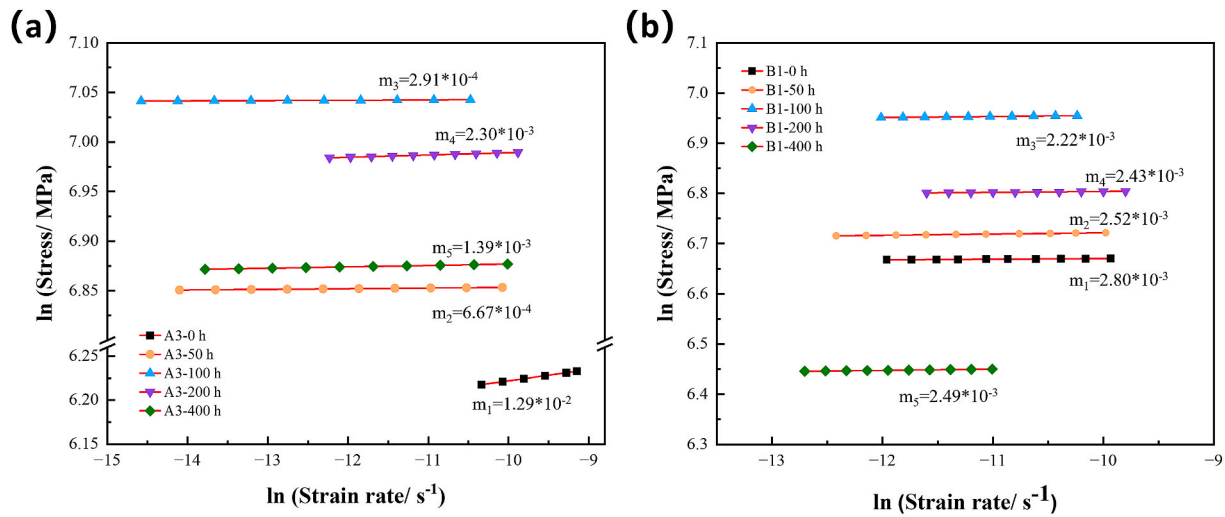 (a)
7.10
7.05
7.00
6.95
6.90
6.85
6.25
6.20
6.15
ln (Stress/ MPa)
m₃=2.91*10⁻⁴
m₄=2.30*10⁻³
m₅=1.39*10⁻³
m₂=6.67*10⁻⁴
m₁=1.29*10⁻²
A3-0 h
A3-50 h
A3-100 h
A3-200 h
A3-400 h
−15 −14 −13 −12 −11 −10 −9
ln (Strain rate/ s⁻¹)
(b)
7.1
7.0
6.9
6.8
6.7
6.6
6.5
6.4
6.3
ln (Stress/ MPa)
B1-0 h
B1-50 h
B1-100 h
B1-200 h
B1-400 h
m₃=2.22*10⁻³
m₄=2.43*10⁻³
m₂=2.52*10⁻³
m₁=2.80*10⁻³
m₅=2.49*10⁻³
−13 −12 −11 −10 −9
ln (Strain rate/ s⁻¹)